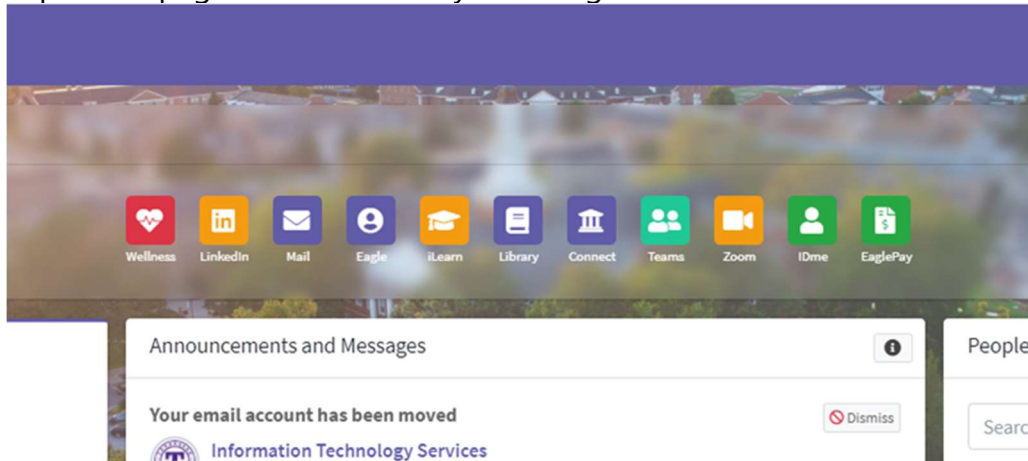 in
Wellness LinkedIn Mail Eagle iLearn Library Connect Teams Zoom IDme EaglePay
Announcements and Messages
People
Your email account has been moved
Dismiss
Searc
Information Technology Services
T